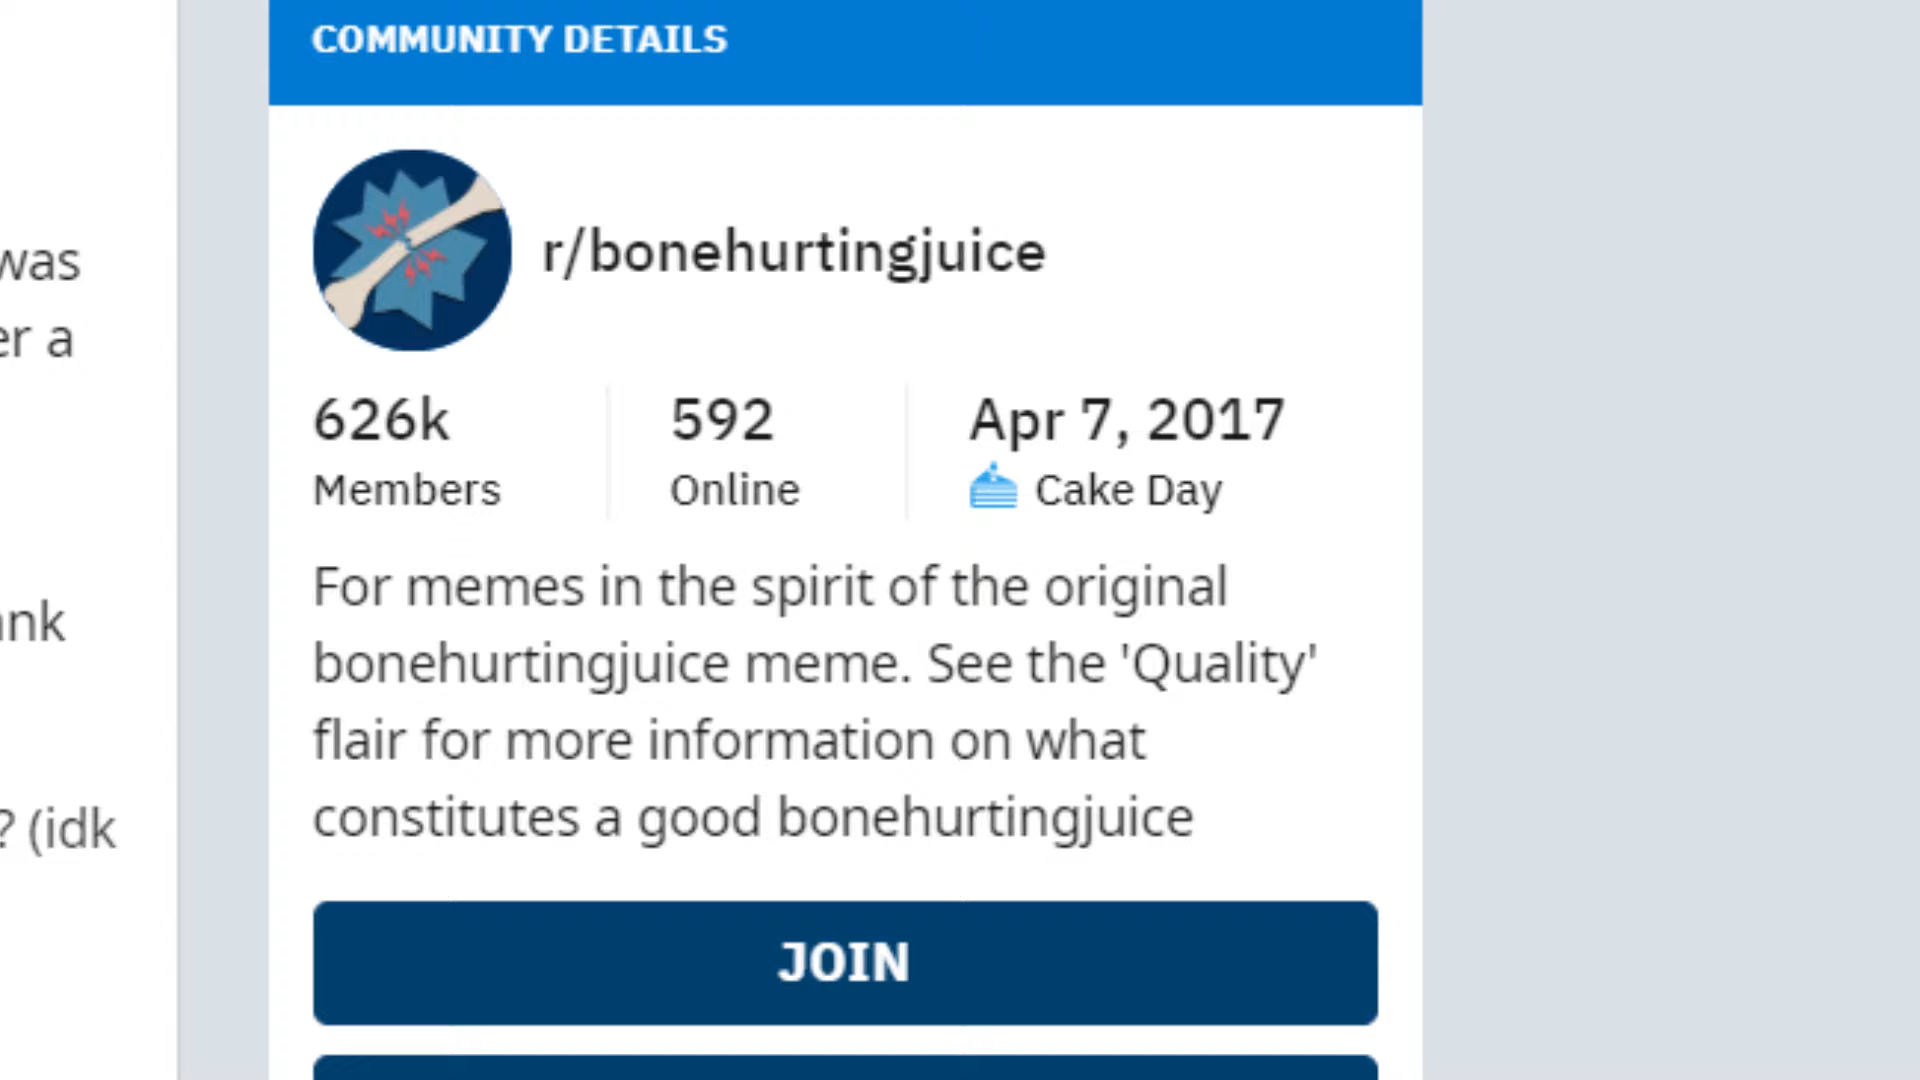 COMMUNITY DETAILS
r/bonehurtingjuice
626k
Members
592
Online
Apr 7, 2017
Cake Day
For memes in the spirit of the original
bonehurtingjuice meme. See the 'Quality'
flair for more information on what
constitutes a good bonehurtingjuice
JOIN
was
er a
ank
? (idk